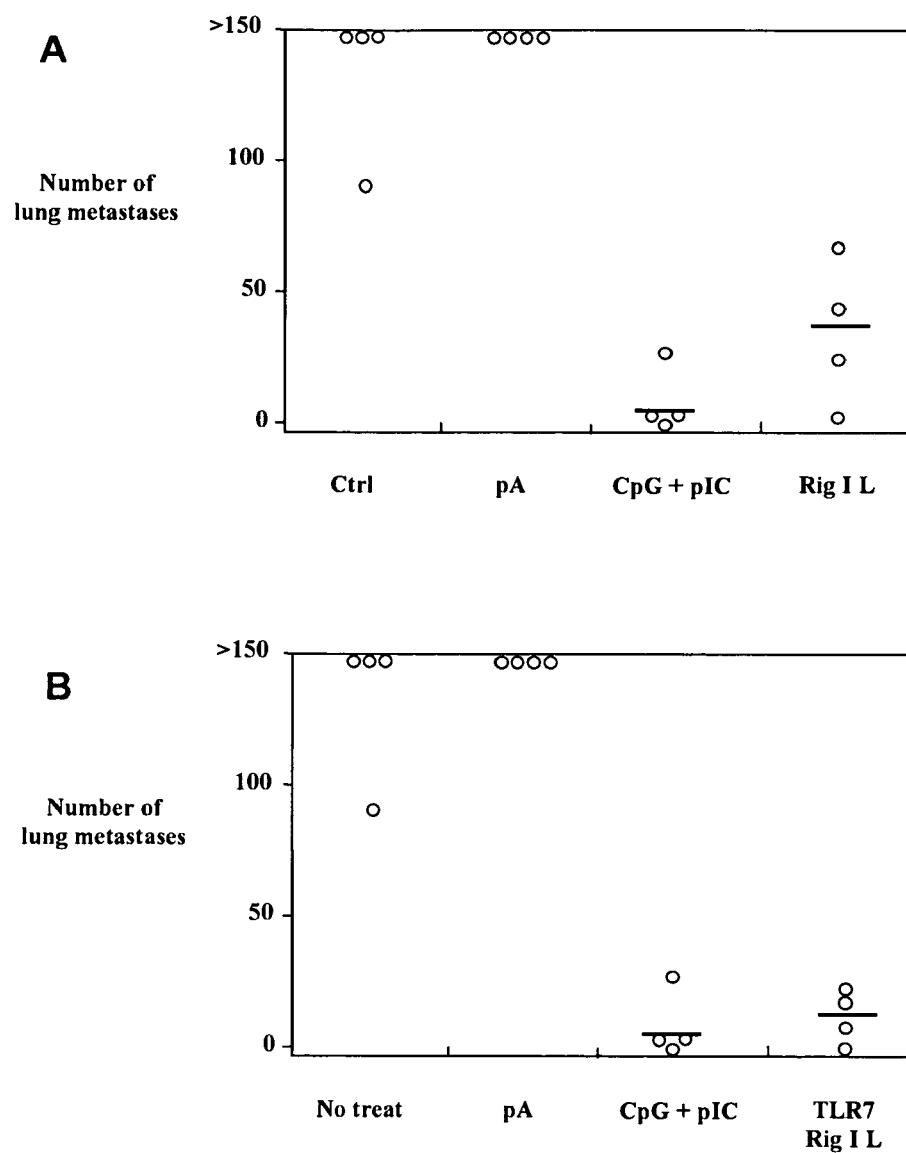 A
>150
100
Number of
lung metastases
50
0
Ctrl pA CpG + pIC Rig I L
B
>150
100
Number of
lung metastases
50
0
No treat pA CpG + pIC TLR7
Rig I L